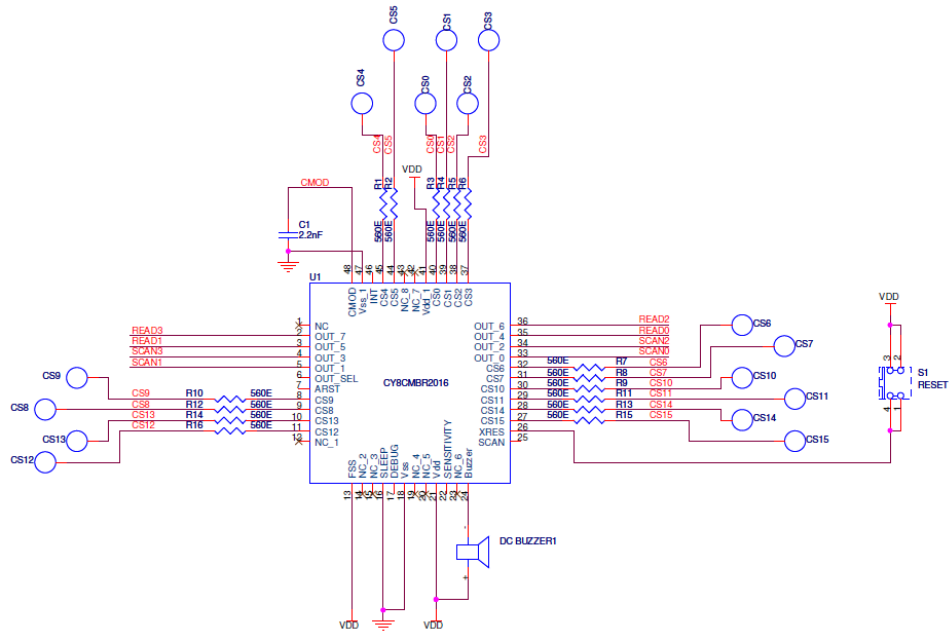 CS5
CS1
CS3
CS4
CS0
CS2
CS4
CS5
CS0
CS1
CS2
CS3
VDD
CMOD
R1
R2
R3
R4
R5
R6
C1
2.2nF
560E
560E
560E
560E
560E
560E
U1
48
47
46
45
44
43
42
41
40
39
38
37
CMOD
Vss_1
INT
CS4
CS5
NC_8
NC_7
Vdd_1
CS0
CS1
CS2
CS3
CY8CMBR2016
1 NC
READ3 2 OUT_7
READ1 3 OUT_5
SCAN3 4 OUT_3
SCAN1 5 OUT_1
6 OUT_SEL
7 ARST
CS9 CS9 R10 560E 8 CS9
CS8 CS8 R12 560E 9 CS8
CS13 CS13 R14 560E 10 CS13
CS12 CS12 R16 560E 11 CS12
12 NC_1
OUT_6 36 READ2
OUT_4 35 READ0
OUT_2 34 SCAN2
OUT_0 33 SCAN0
CS6 32 560E R7 CS6 CS6
CS7 31 560E R8 CS7 CS7
CS10 30 560E R9 CS10 CS10
CS11 29 560E R11 CS11 CS11
CS14 28 560E R13 CS14 CS14
CS15 27 560E R15 CS15 CS15
XRES 26
SCAN 25
VDD
3
2
S1
RESET
4
1
FSS
NC_2
NC_3
SLEEP
DEBUG
Vss
NC_4
NC_5
Vdd
SENSITIVITY
NC_6
Buzzer
13
14
15
16
17
18
19
20
21
22
23
24
-
DC BUZZER1
+
VDD
VDD